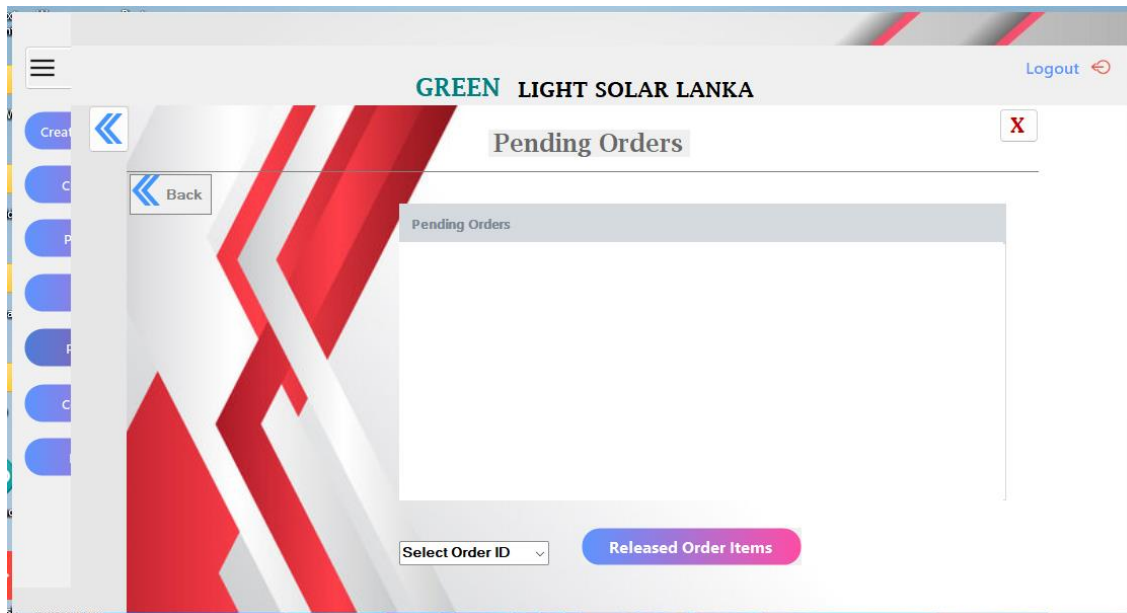 Logout
GREEN LIGHT SOLAR LANKA
X
Pending Orders
Back
Pending Orders
Select Order ID
Released Order Items